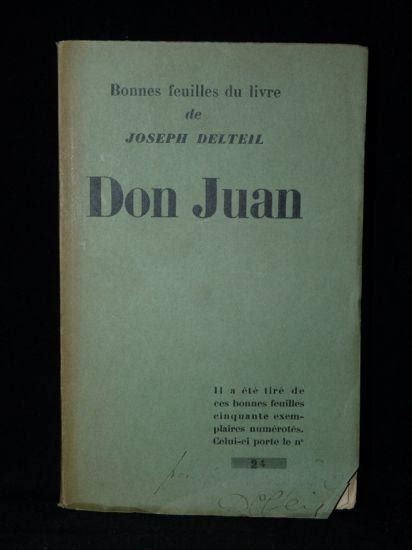 Bonnes feuilles du livre
de
JOSEPH DELTEIL
Don Juan
Il a été tiré de
ces bonnes feuilles
cinquante exem-
plaires numérotés.
Celui-ci porte le nº
24